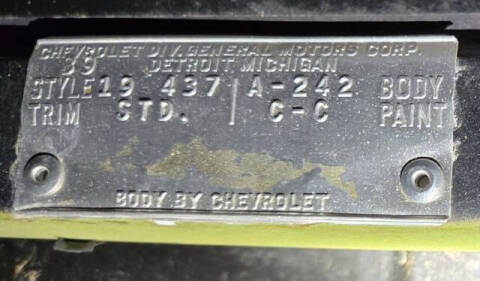 CHEVROLET DIV. GENERAL MOTORS CORP.
39 DETROIT, MICHIGAN
STYLE 19 437 A-242 BODY
TRIM STD. C-C PAINT
BODY BY CHEVROLET